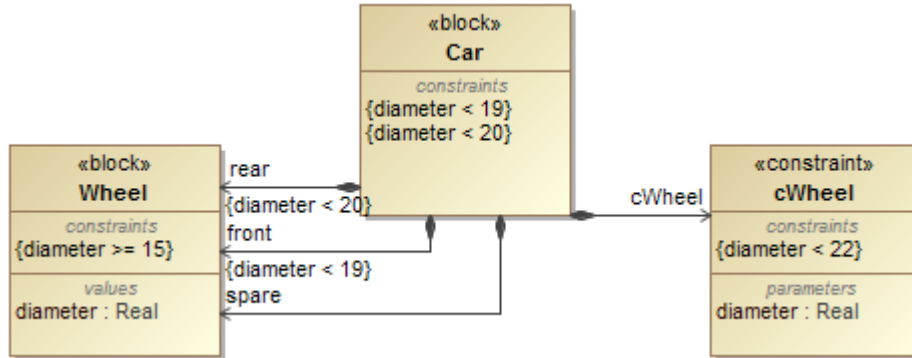 «block»
Car
constraints
{diameter < 19}
{diameter < 20}
«block»
Wheel
constraints
{diameter >= 15}
values
diameter : Real
rear
{diameter < 20}
front
{diameter < 19}
spare
cWheel
«constraint»
cWheel
constraints
{diameter < 22}
parameters
diameter : Real